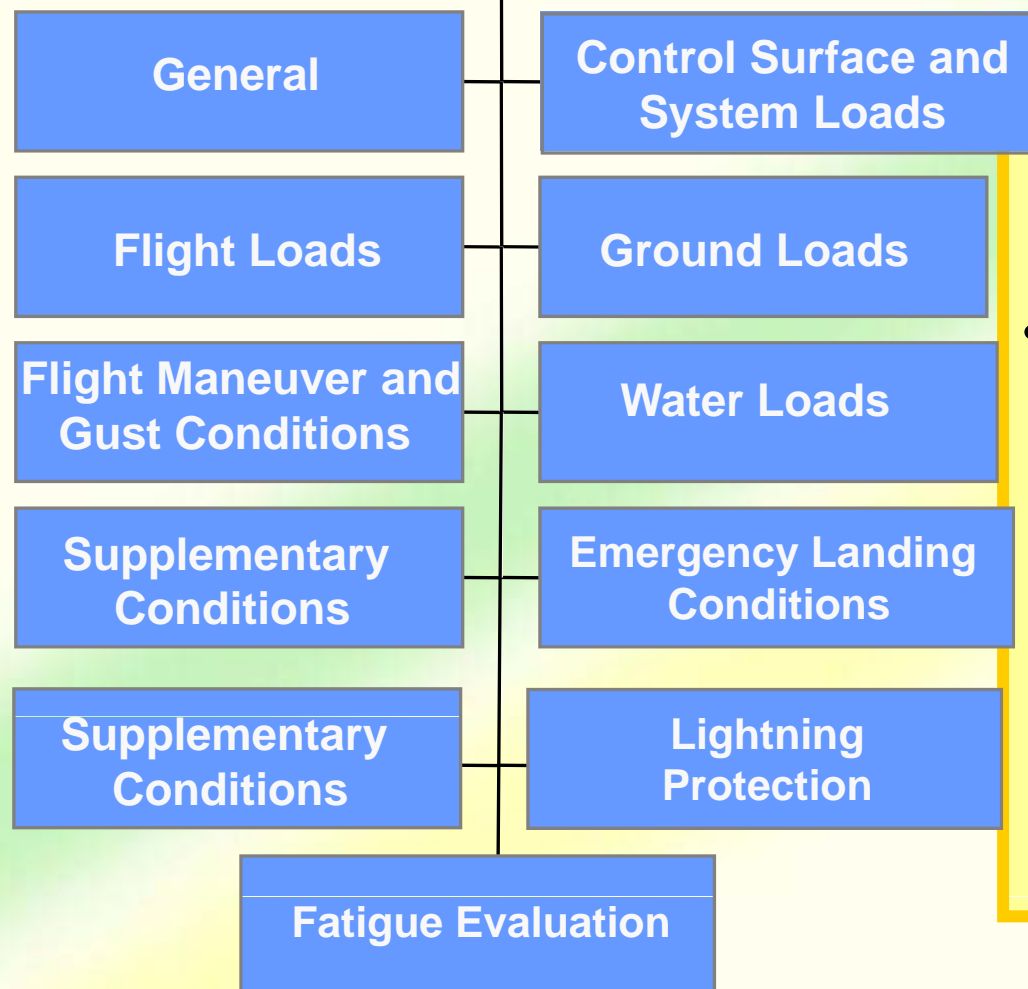 General
Control Surface and
System Loads
Flight Loads
Ground Loads
Flight Maneuver and
Gust Conditions
Water Loads
Supplementary
Conditions
Emergency Landing
Conditions
Supplementary
Conditions
Lightning
Protection
Fatigue Evaluation